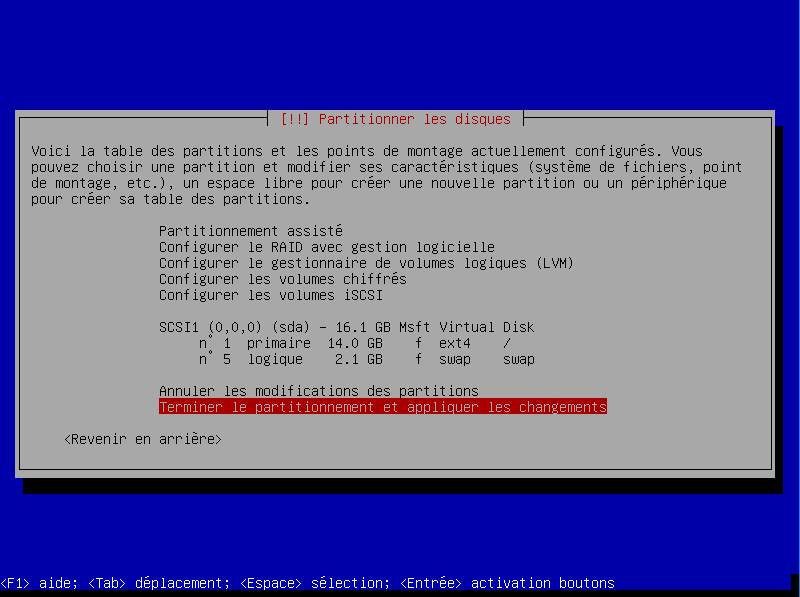 [!!] Partitionner les disques
Voici la table des partitions et les points de montage actuellement configurés. Vous
pouvez choisir une partition et modifier ses caractéristiques (système de fichiers, point
de montage, etc.), un espace libre pour créer une nouvelle partition ou un périphérique
pour créer sa table des partitions.
Partitionnement assisté
Configurer le RAID avec gestion logicielle
Configurer le gestionnaire de volumes logiques (LVM)
Configurer les volumes chiffrés
Configurer les volumes iSCSI
SCSI1 (0,0,0) (sda) - 16.1 GB Msft Virtual Disk
n° 1 primaire 14.0 GB f ext4 /
n° 5 logique 2.1 GB f swap swap
Annuler les modifications des partitions
Terminer le partitionnement et appliquer les changements
<Revenir en arrière>
<F1> aide; <Tab> déplacement; <Espace> sélection; <Entrée> activation boutons